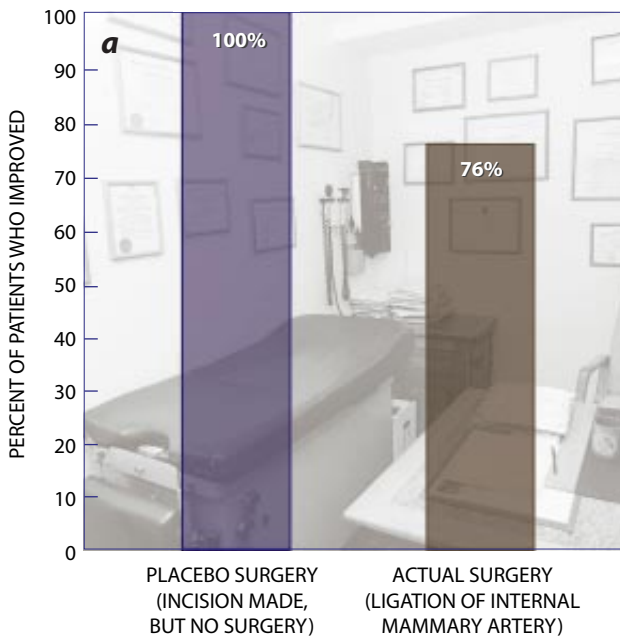 PERCENT OF PATIENTS WHO IMPROVED
100
90
80
70
60
50
40
30
20
10
0
a
100%
76%
PLACEBO SURGERY
(INCISION MADE,
BUT NO SURGERY)
ACTUAL SURGERY
(LIGATION OF INTERNAL
MAMMARY ARTERY)